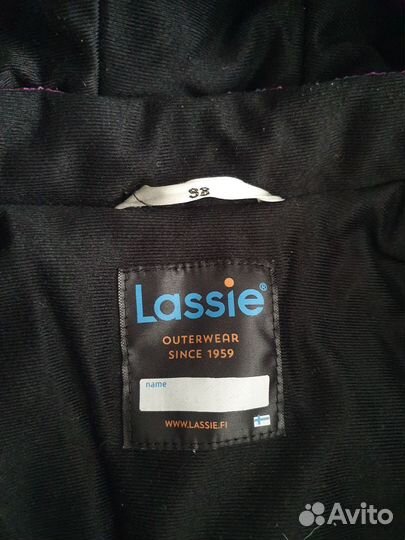 98
Lassie®
OUTERWEAR
SINCE 1959
name
WWW.LASSIE.FI
Avito